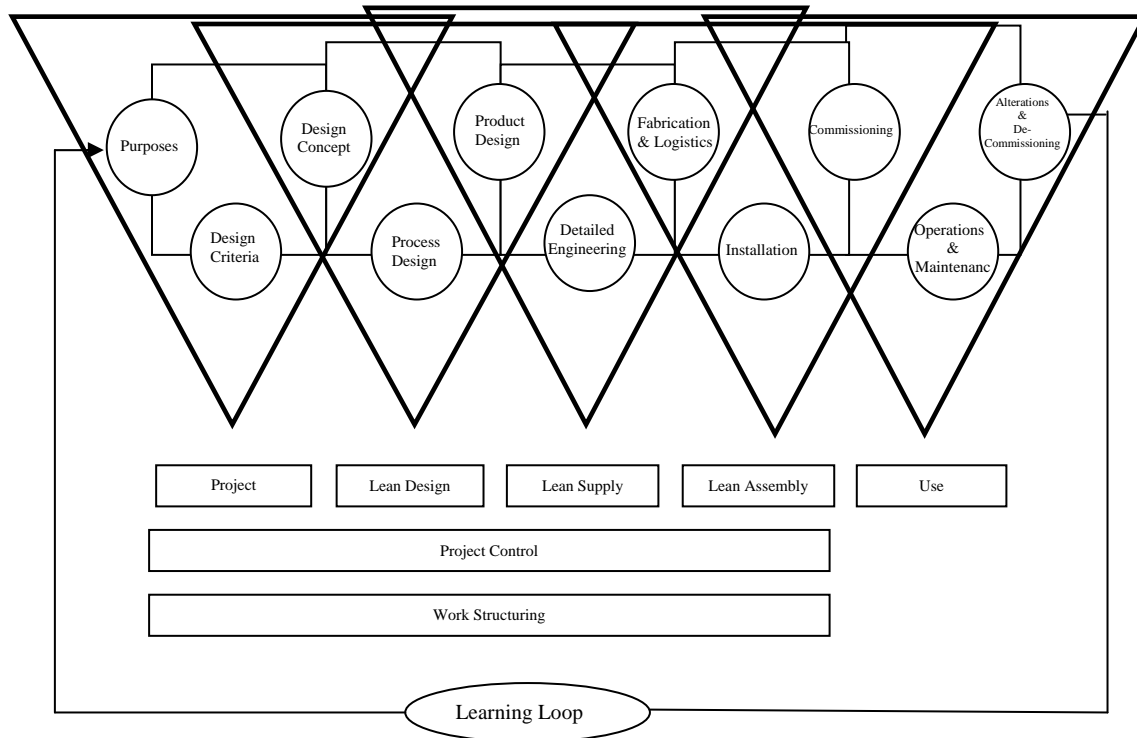 Purposes
Design
Concept
Product
Design
Fabrication
& Logistics
Commissioning
Alterations
&
De-
Commissioning
Design
Criteria
Process
Design
Detailed
Engineering
Installation
Operations
&
Maintenanc
Project
Lean Design
Lean Supply
Lean Assembly
Use
Project Control
Work Structuring
Learning Loop